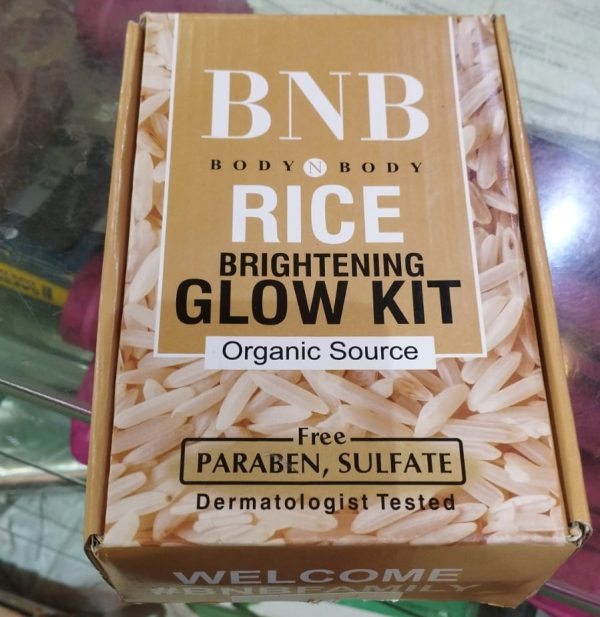 BNB
BODY N BODY
RICE
BRIGHTENING
GLOW KIT
Organic Source
Free
PARABEN, SULFATE
Dermatologist Tested
WELCOME
#BNBFAMILY